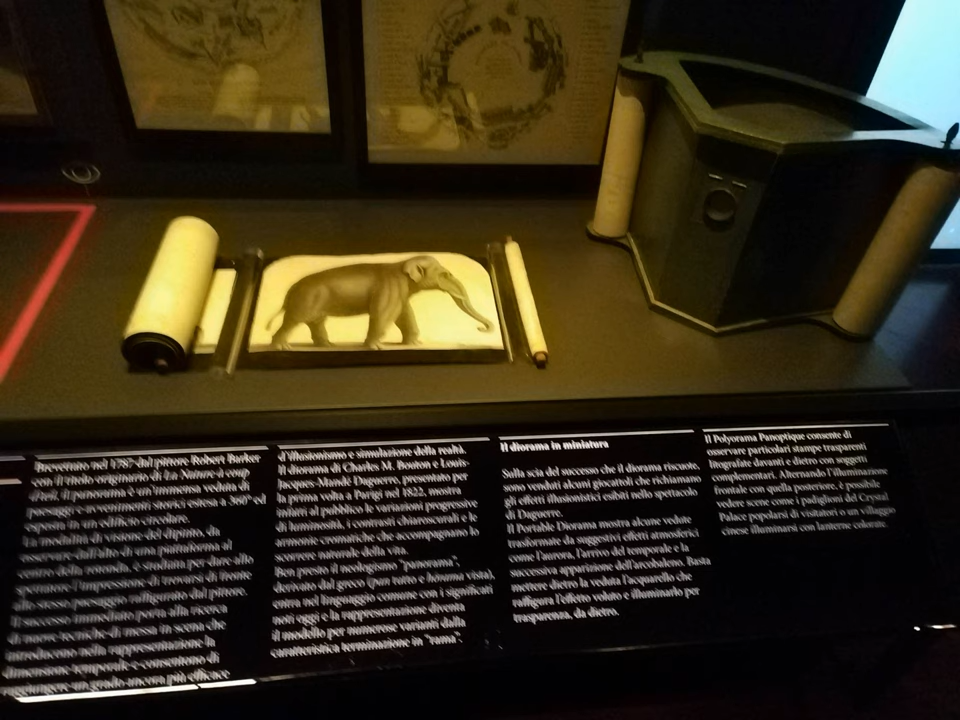 Brevettato nel 1787 dal pittore Robert Barker
con il titolo originario di La Nature à coup
d'œil, il panorama è un'immensa veduta di
paesaggi o avvenimenti storici estesa a 360° ed
esposta in un edificio circolare.
La modalità di visione del dipinto, da
osservare dall'alto di una piattaforma al
centro della rotonda, è studiata per dare allo
spettatore l'impressione di trovarsi di fronte
allo stesso paesaggio raffigurato dal pittore.
Il successo immediato porta alla ricerca
di nuove tecniche di messa in scena che
introducono nella rappresentazione la
dimensione temporale e consentono di
raggiungere un grado ancora più efficace
d'illusionismo e simulazione della realtà.
Il diorama di Charles M. Bouton e Louis-
Jacques-Mandé Daguerre, presentato per
la prima volta a Parigi nel 1822, mostra
infatti al pubblico le variazioni progressive
di luminosità, i contrasti chiaroscurali e le
sintonie cromatiche che accompagnano lo
scorrere naturale della vita.
Ben presto il neologismo "panorama",
derivato dal greco (pan tutto e hórama vista),
entra nel linguaggio comune con i significati
noti oggi e la rappresentazione diventa
il modello per numerose varianti dalla
caratteristica terminazione in "rama".
Il diorama in miniatura
Sulla scia del successo che il diorama riscuote,
sono venduti alcuni giocattoli che richiamano
gli effetti illusionistici esibiti nello spettacolo
di Daguerre.
Il Portable Diorama mostra alcune vedute
trasformate da suggestivi effetti atmosferici
come l'aurora, l'arrivo del temporale e la
successiva apparizione dell'arcobaleno. Basta
mettere dietro la veduta l'acquarello che
raffigura l'effetto voluto e illuminarlo per
trasparenza, da dietro.
Il Polyorama Panoptique consente di
osservare particolari stampe trasparenti
litografate davanti e dietro con soggetti
complementari. Alternando l'illuminazione
frontale con quella posteriore, è possibile
vedere scene come i padiglioni del Crystal
Palace popolarsi di visitatori o un villaggio
cinese illuminarsi con lanterne colorate.